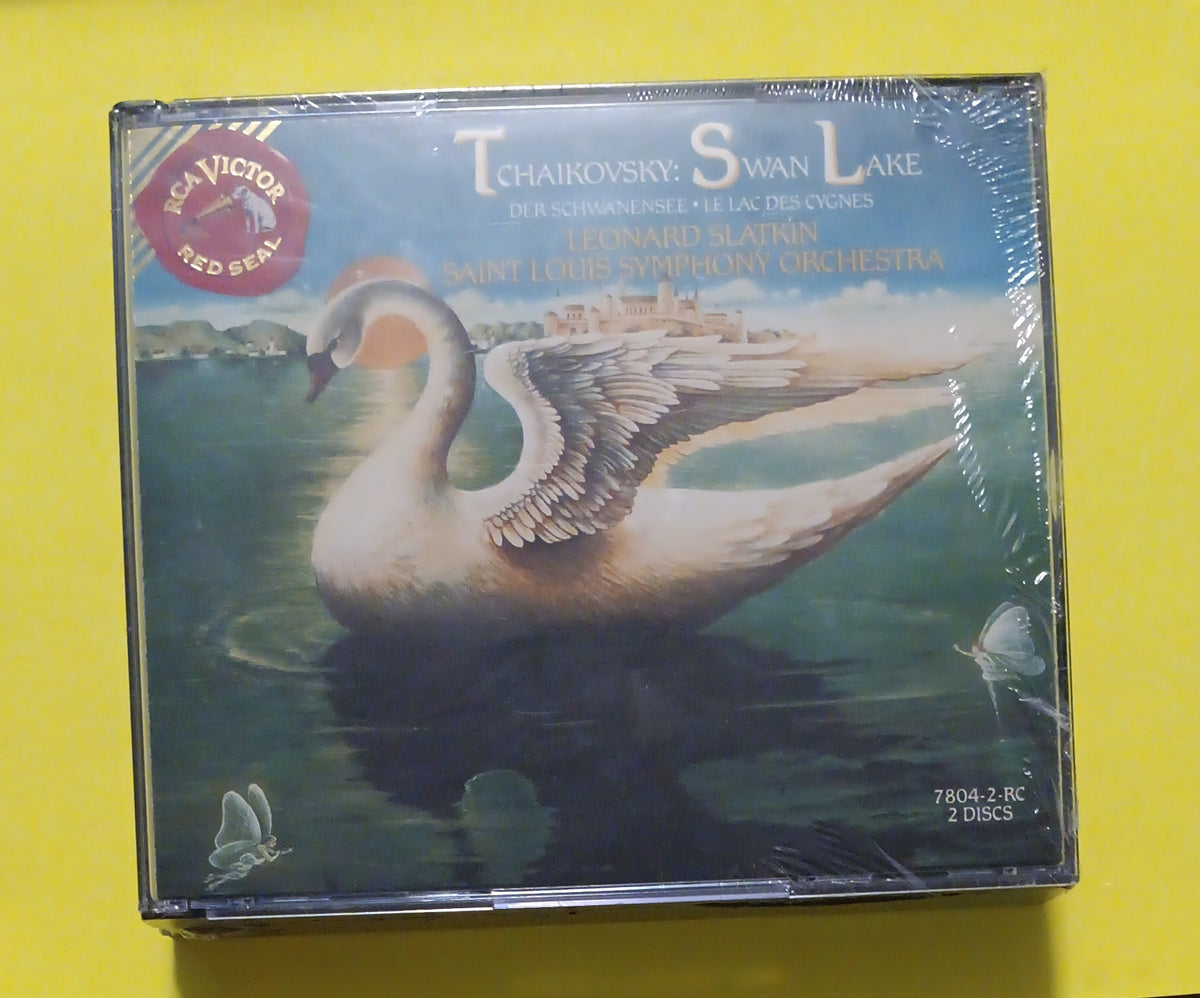 RCA VICTOR
RED SEAL
TCHAIKOVSKY: SWAN LAKE
DER SCHWANENSEE • LE LAC DES CYGNES
LEONARD SLATKIN
SAINT LOUIS SYMPHONY ORCHESTRA
7804-2-RC
2 DISCS